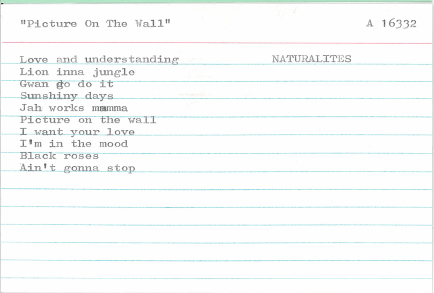 "Picture On The Wall" A 16332
Love and understanding NATURALITES
Lion inna jungle
Gwan go do it
Sunshiny days
Jah works mamma
Picture on the wall
I want your love
I'm in the mood
Black roses
Ain't gonna stop